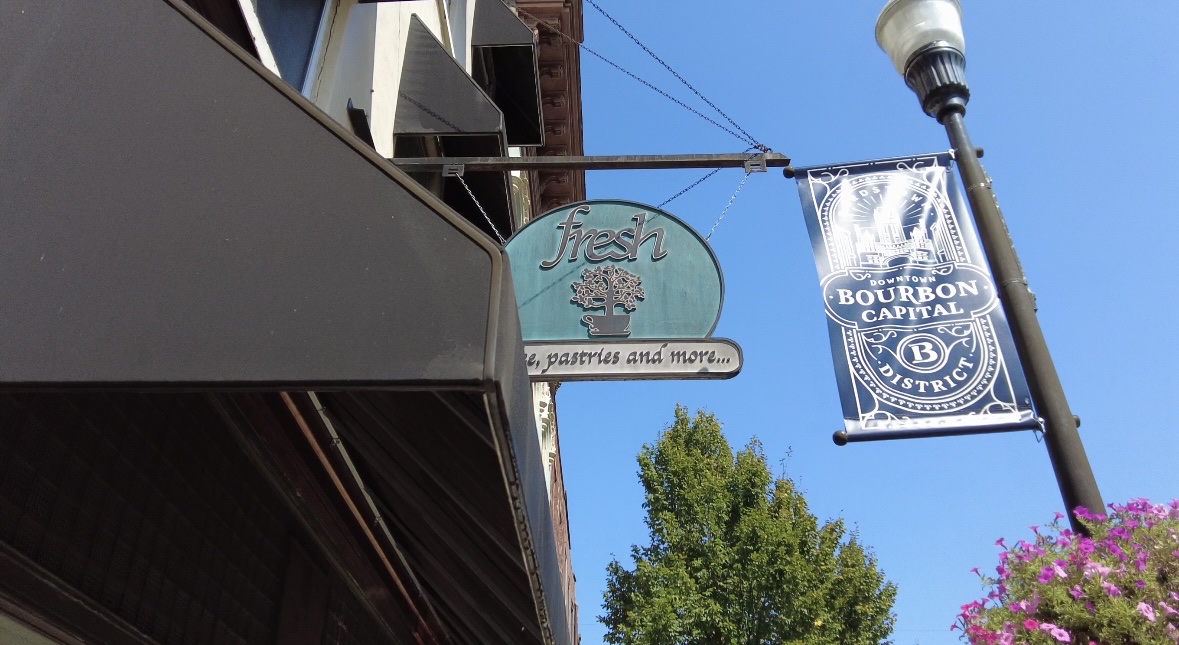 fresh
pastries and more...
DOWNTOWN
BOURBON
CAPITAL
B
DISTRICT